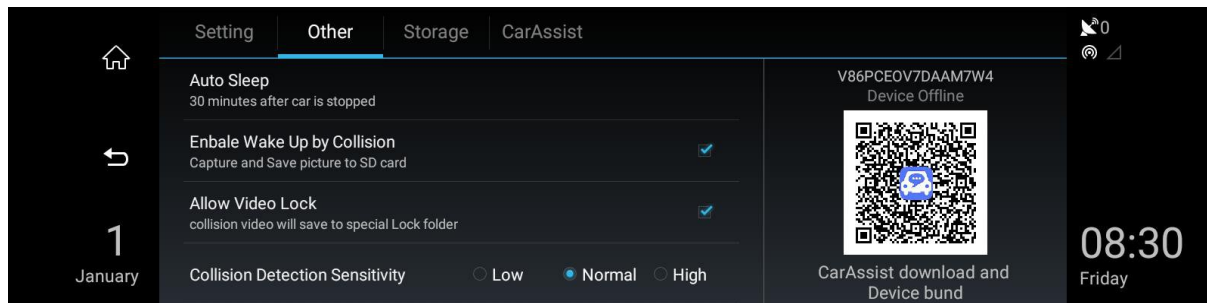 Setting
Other
Storage
CarAssist
0
Auto Sleep
30 minutes after car is stopped
Enbale Wake Up by Collision
Capture and Save picture to SD card
Allow Video Lock
collision video will save to special Lock folder
Collision Detection Sensitivity
Low
Normal
High
V86PCEOV7DAAM7W4
Device Offline
CarAssist download and
Device bund
1
January
08:30
Friday